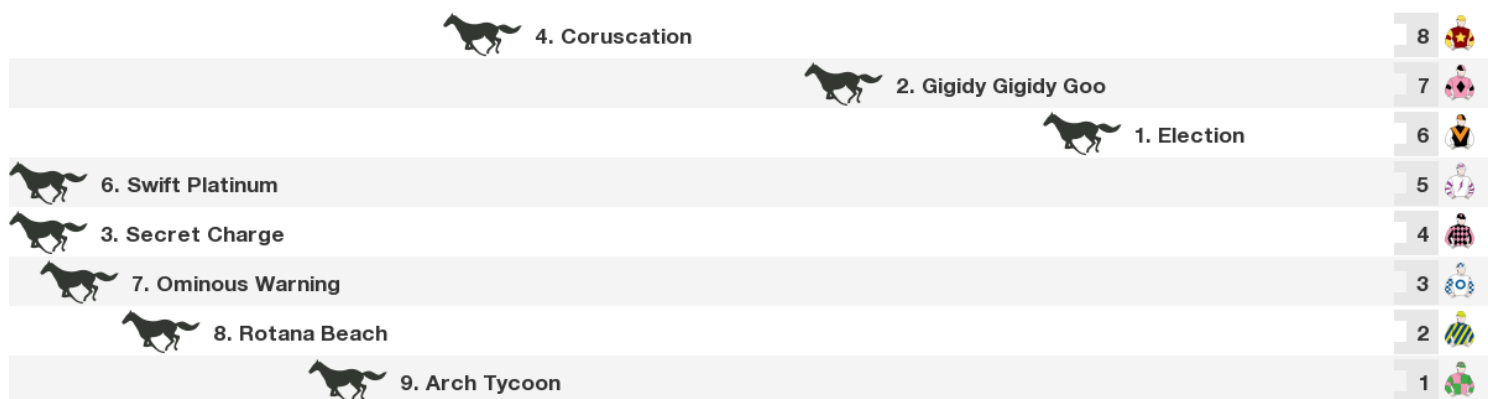 4. Coruscation 8
2. Gigidy Gigidy Goo 7
1. Election 6
6. Swift Platinum 5
3. Secret Charge 4
7. Ominous Warning 3
8. Rotana Beach 2
9. Arch Tycoon 1